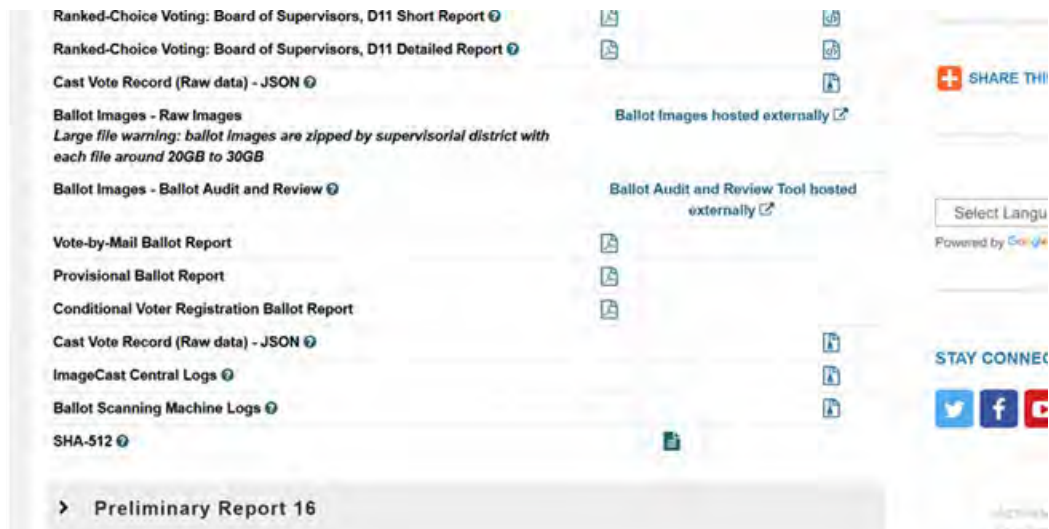 Ranked-Choice Voting: Board of Supervisors, D11 Short Report
Ranked-Choice Voting: Board of Supervisors, D11 Detailed Report
Cast Vote Record (Raw data) - JSON
SHARE THI
Ballot Images - Raw Images
Ballot Images hosted externally
Large file warning: ballot images are zipped by supervisorial district with
each file around 20GB to 30GB
Ballot Images - Ballot Audit and Review
Ballot Audit and Review Tool hosted
externally
Select Langu
Powered by Google
Vote-by-Mail Ballot Report
Provisional Ballot Report
Conditional Voter Registration Ballot Report
Cast Vote Record (Raw data) - JSON
STAY CONNEC
ImageCast Central Logs
Ballot Scanning Machine Logs
SHA-512
Preliminary Report 16